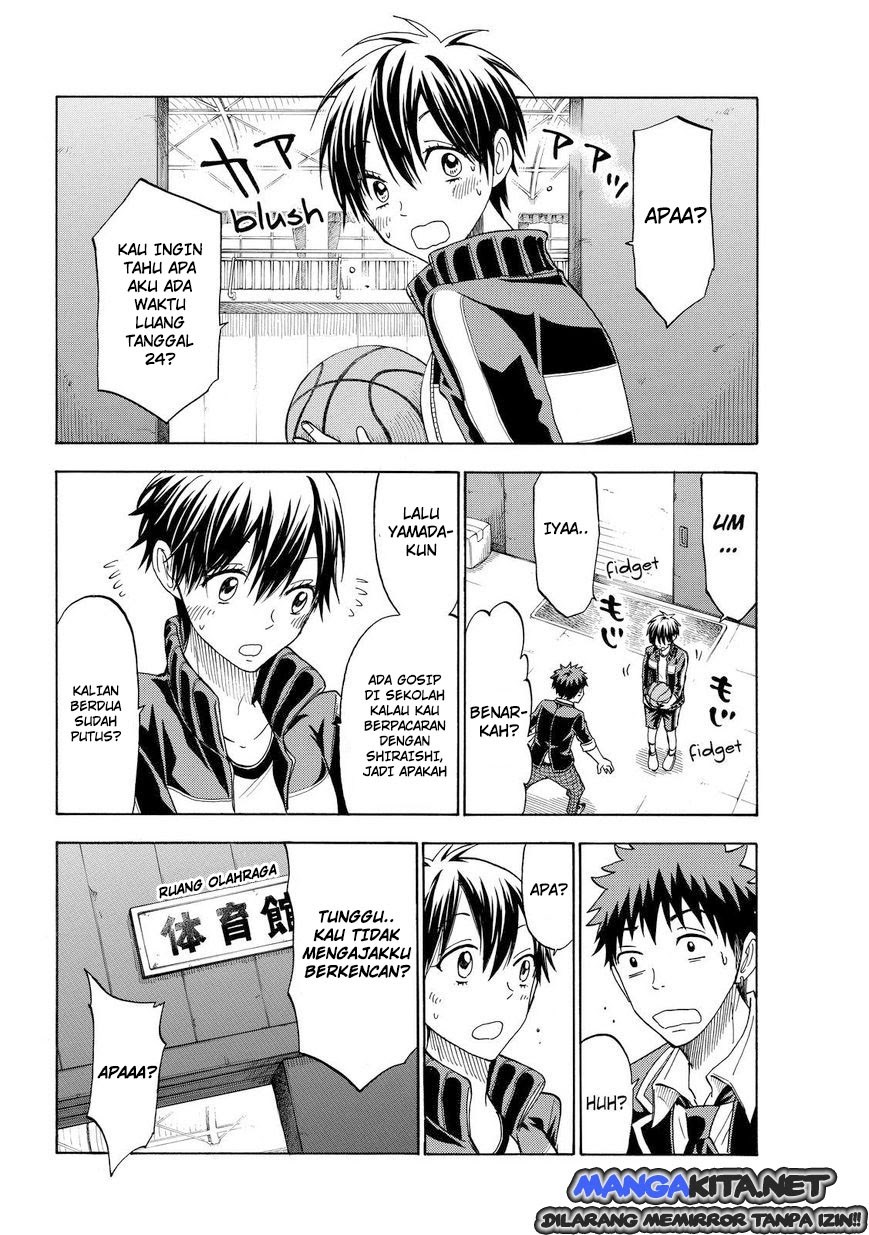 APAA?
アアッ
カア
blush
KAU INGIN
TAHU APA
AKU ADA
WAKTU
LUANG
TANGGAL
24?
UM
...
IYAA..
fidget
もじ
もじ
fidget
BENAR-
KAH?
LALU
YAMADA-
KUN
ADA GOSIP
DI SEKOLAH
KALAU KAU
BERPACARAN
DENGAN
SHIRAISHI,
JADI APAKAH
KALIAN
BERDUA
SUDAH
PUTUS?
HUH?
APA?
TUNGGU..
KAU TIDAK
MENGAJAKKU
BERKENCAN?
RUANG OLAHRAGA
体育館
APAAA?
MANGAKITA.NET
DILARANG MEMIRROR TANPA IZIN!!